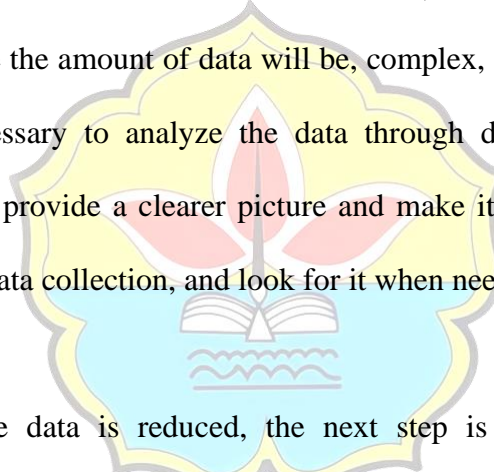 the amount of data will be, complex,
essary to analyze the data through d
provide a clearer picture and make it
ata collection, and look for it when nee
e data is reduced, the next step is